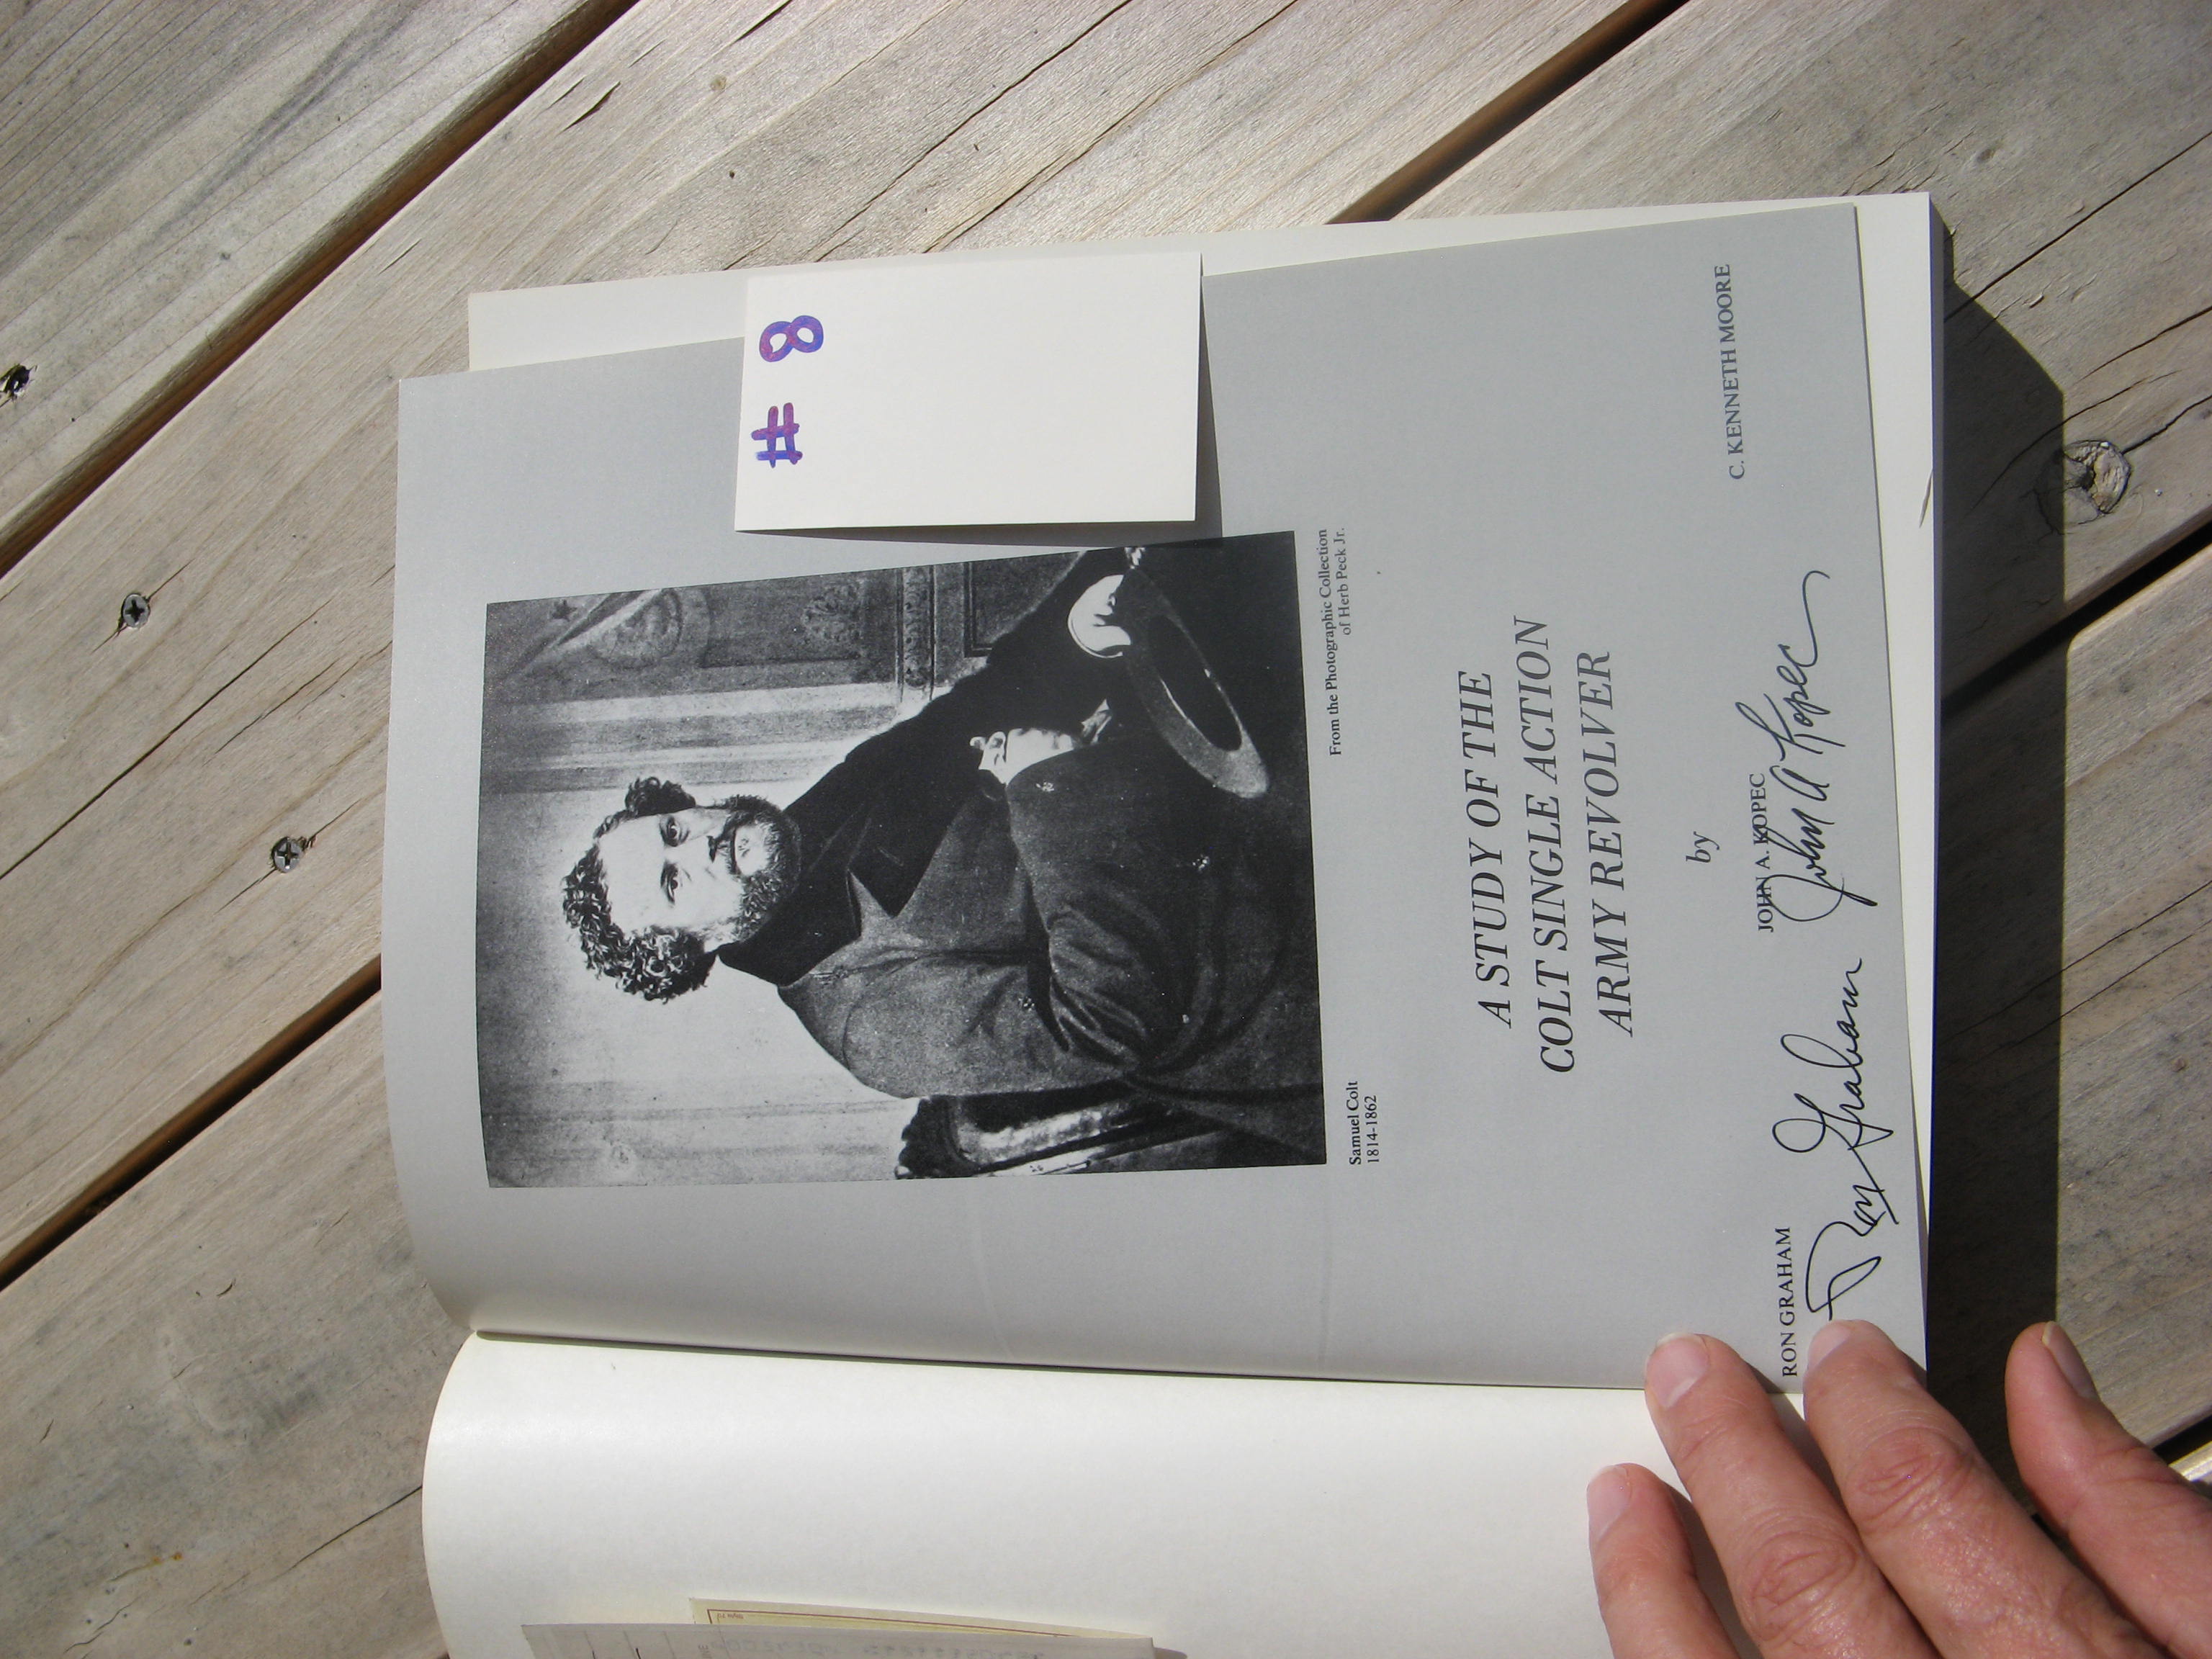 # 8
From the Photographic Collection
of Herb Peck Jr.
Samuel Colt
1814-1862
A STUDY OF THE
COLT SINGLE ACTION
ARMY REVOLVER
by
RON GRAHAM
JOHN A. KOPEC
C. KENNETH MOORE
Ron Graham
John A Kopec